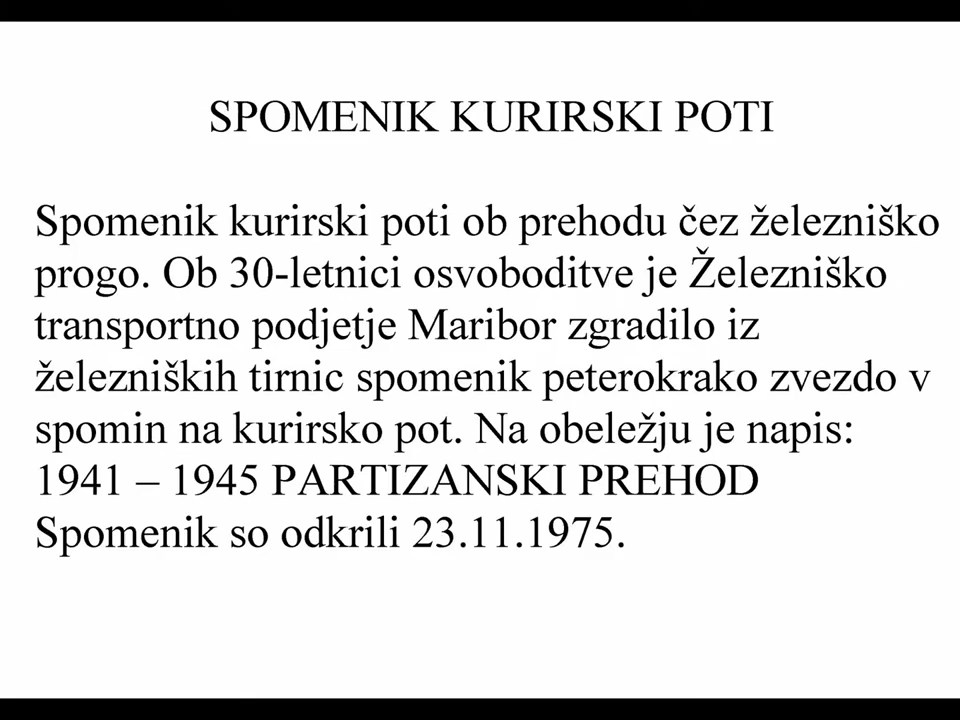 SPOMENIK KURIRSKI POTI
Spomenik kurirski poti ob prehodu čez železniško
progo. Ob 30-letnici osvoboditve je Železniško
transportno podjetje Maribor zgradilo iz
železniških tirnic spomenik peterokrako zvezdo v
spomin na kurirsko pot. Na obeležju je napis:
1941 – 1945 PARTIZANSKI PREHOD
Spomenik so odkrili 23.11.1975.